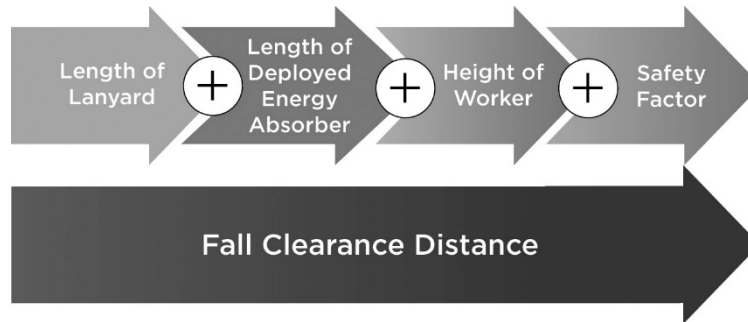 Length of
Lanyard
+
Length of
Deployed
Energy
Absorber
+
Height of
Worker
+
Safety
Factor
Fall Clearance Distance